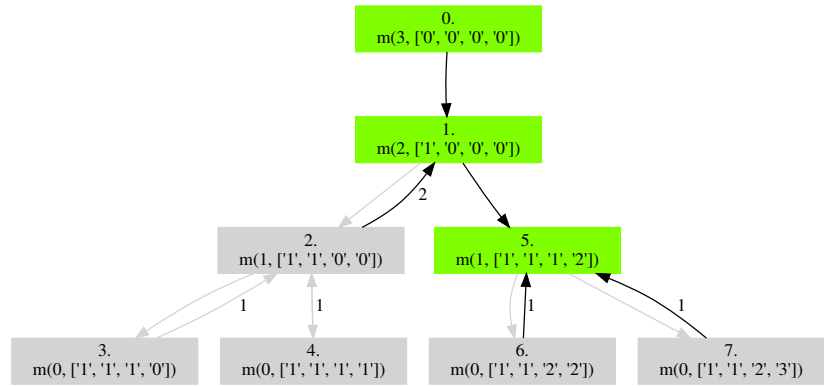 0.
m(3, ['0', '0', '0', '0'])
1.
m(2, ['1', '0', '0', '0'])
2
2.
m(1, ['1', '1', '0', '0'])
5.
m(1, ['1', '1', '1', '2'])
1
1
1
1
3.
m(0, ['1', '1', '1', '0'])
4.
m(0, ['1', '1', '1', '1'])
6.
m(0, ['1', '1', '2', '2'])
7.
m(0, ['1', '1', '2', '3'])